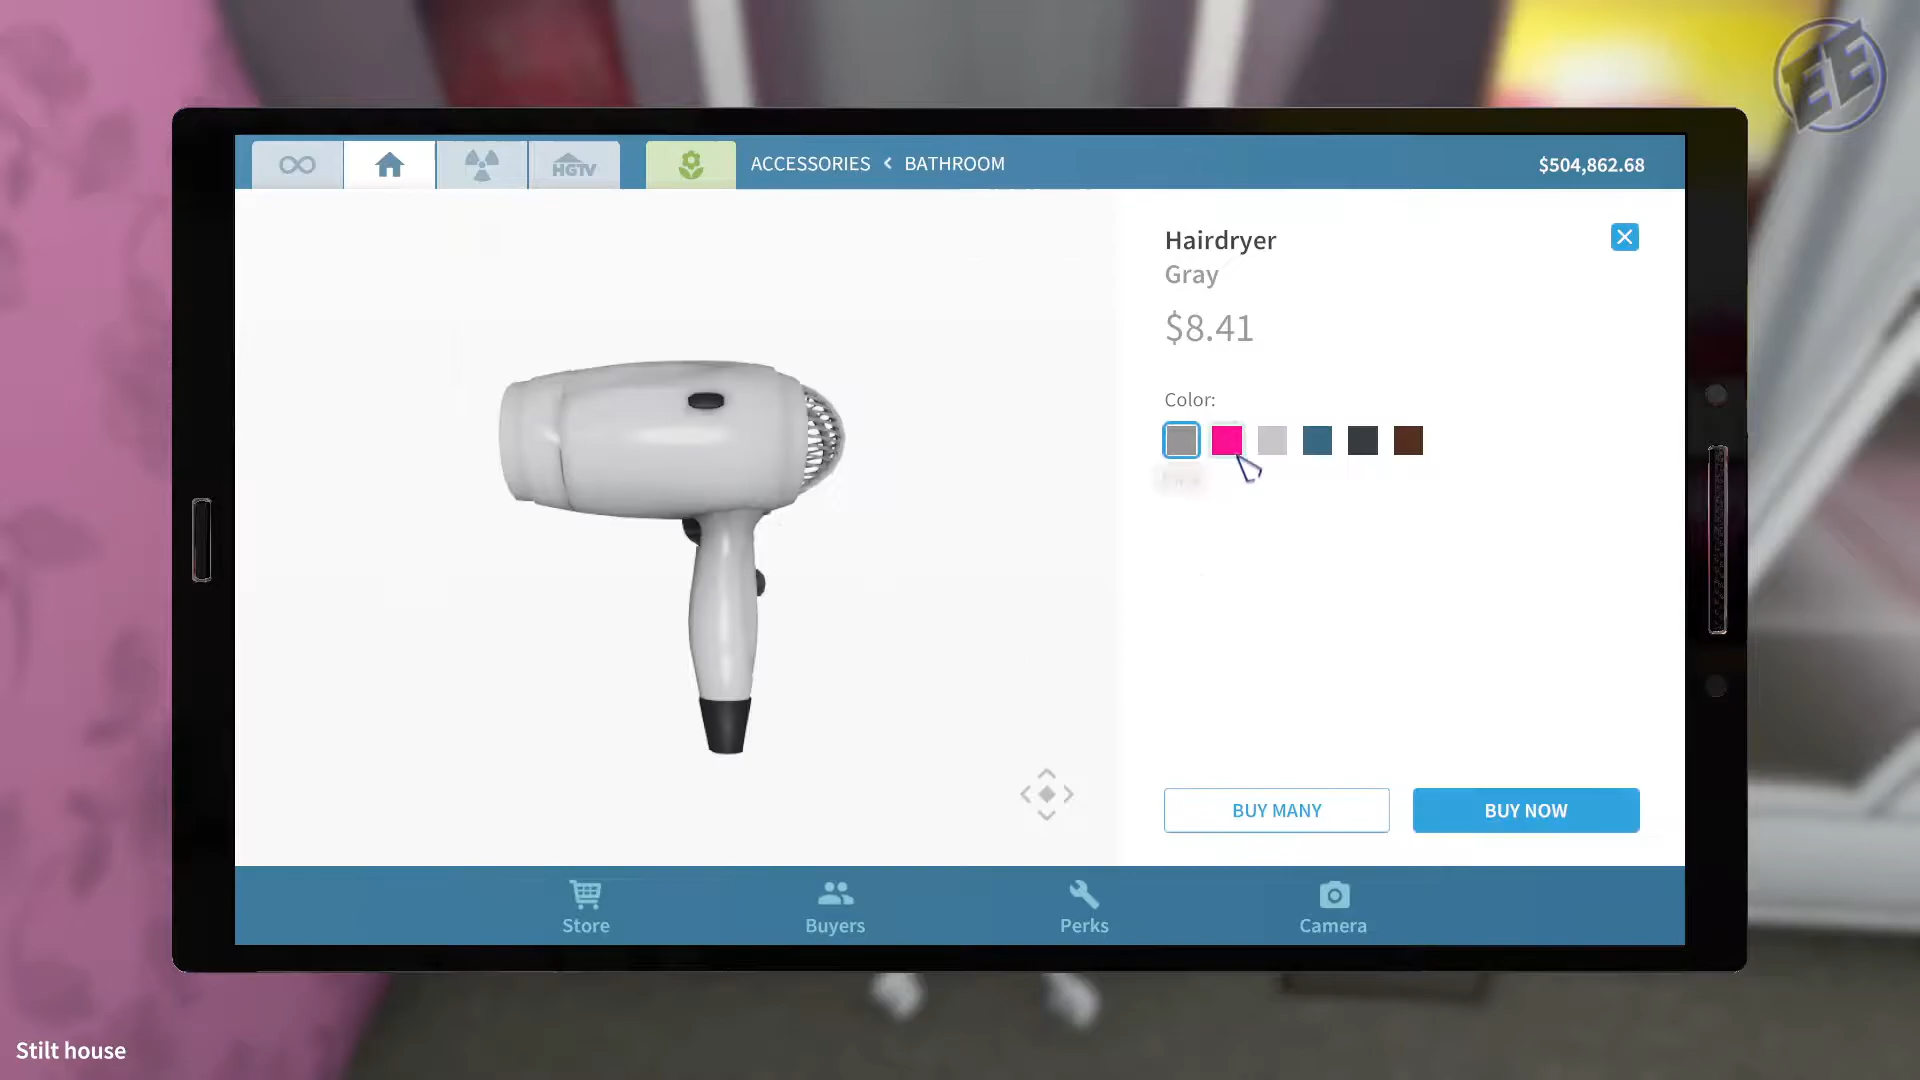 EE
HGTV
ACCESSORIES < BATHROOM
$504,862.68
Hairdryer
Gray
$8.41
Color:
BUY MANY
BUY NOW
Store
Buyers
Perks
Camera
Stilt house